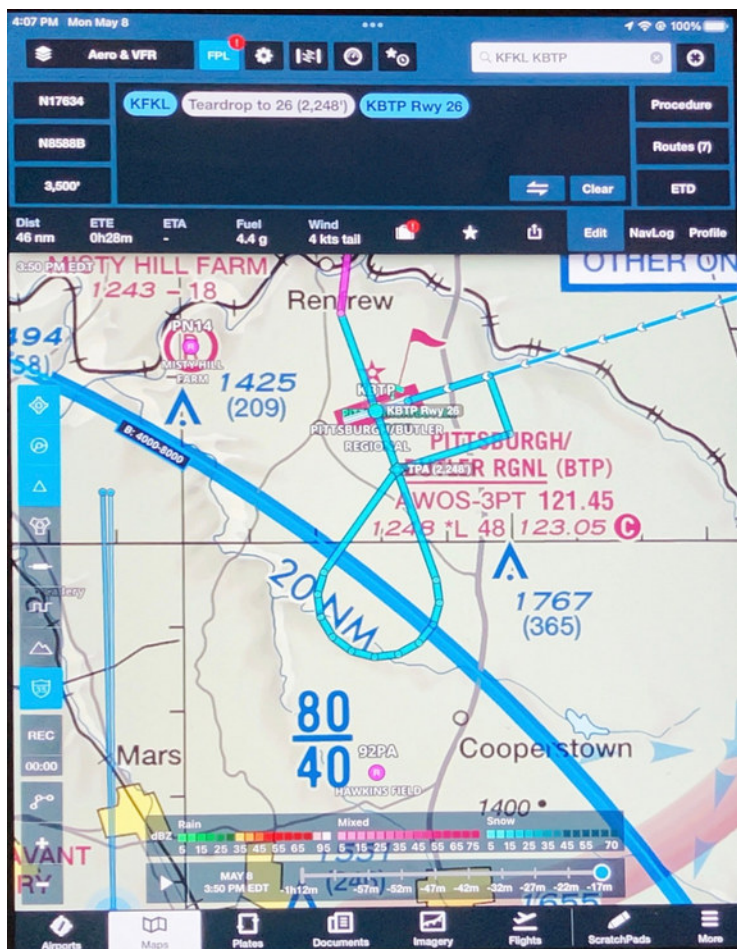 4:07 PM Mon May 8
100%
Aero & VFR
FPL
KFKL KBTP
N17634
KFKL
Teardrop to 26 (2,248')
KBTP Rwy 26
Procedure
N8588B
Routes (7)
3,500'
Clear
ETD
Dist
46 nm
ETE
0h28m
ETA
-
Fuel
4.4 g
Wind
4 kts tail
Edit
NavLog
Profile
3:50 PM EDT
MISTY HILL FARM
1243 - 18
OTHER ON
Renfrew
494
58)
PN14
R
MISTY HILL
FARM
1425
(209)
KBTP
KBTP Rwy 26
PITTSBURGH/BUTLER
REGIONAL
B: 4000-8000
PITTSBURGH/
BUTLER RGNL (BTP)
TPA (2,248')
AWOS-3PT 121.45
1248 *L 48 123.05 C
20 NM
1767
(365)
80
40
Mars
92PA
R
HAWKINS FIELD
Cooperstown
1400
REC
00:00
AVANT
RY
dBZ
Rain
5 15 25 35 45 55 65 95
Mixed
5 15 25 35 45 55 65 75
Snow
5 15 25 35 45 55 70
MAY 8
3:50 PM EDT
-1h12m
-57m
-52m
-47m
-42m
-32m
-27m
-22m
-17m
1655
Airports
Maps
Plates
Documents
Imagery
Flights
ScratchPads
More